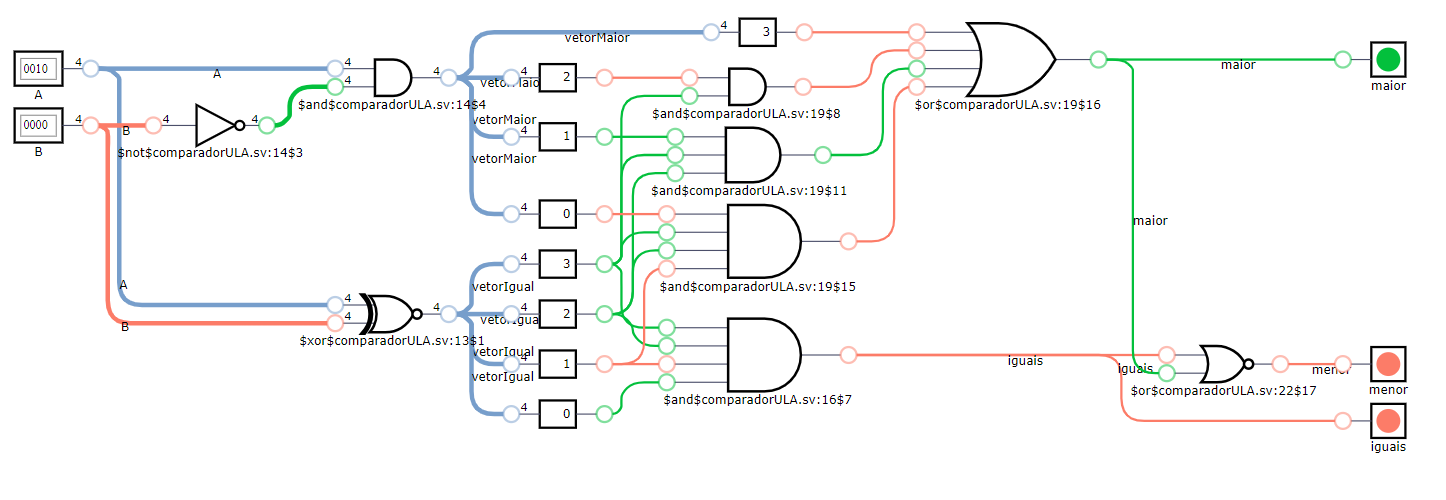 4 3
vetorMaior
0010 4 A 4
A
4 4 4 2
vetorMaio
maior
maior
$and$comparadorULA.sv:14$4
$or$comparadorULA.sv:19$16
$and$comparadorULA.sv:19$8
0000 4 B 4
B
vetorMaior
4 1
$not$comparadorULA.sv:14$3
vetorMaior
$and$comparadorULA.sv:19$11
4 0
maior
4 3
A
vetorIgual
$and$comparadorULA.sv:19$15
4
4 4 4 2
B
vetorIgua
$xor$comparadorULA.sv:13$1
vetorIgual
4 1
iguais
iguais
menor
vetorIgual
menor
$or$comparadorULA.sv:22$17
$and$comparadorULA.sv:16$7
4 0
iguais